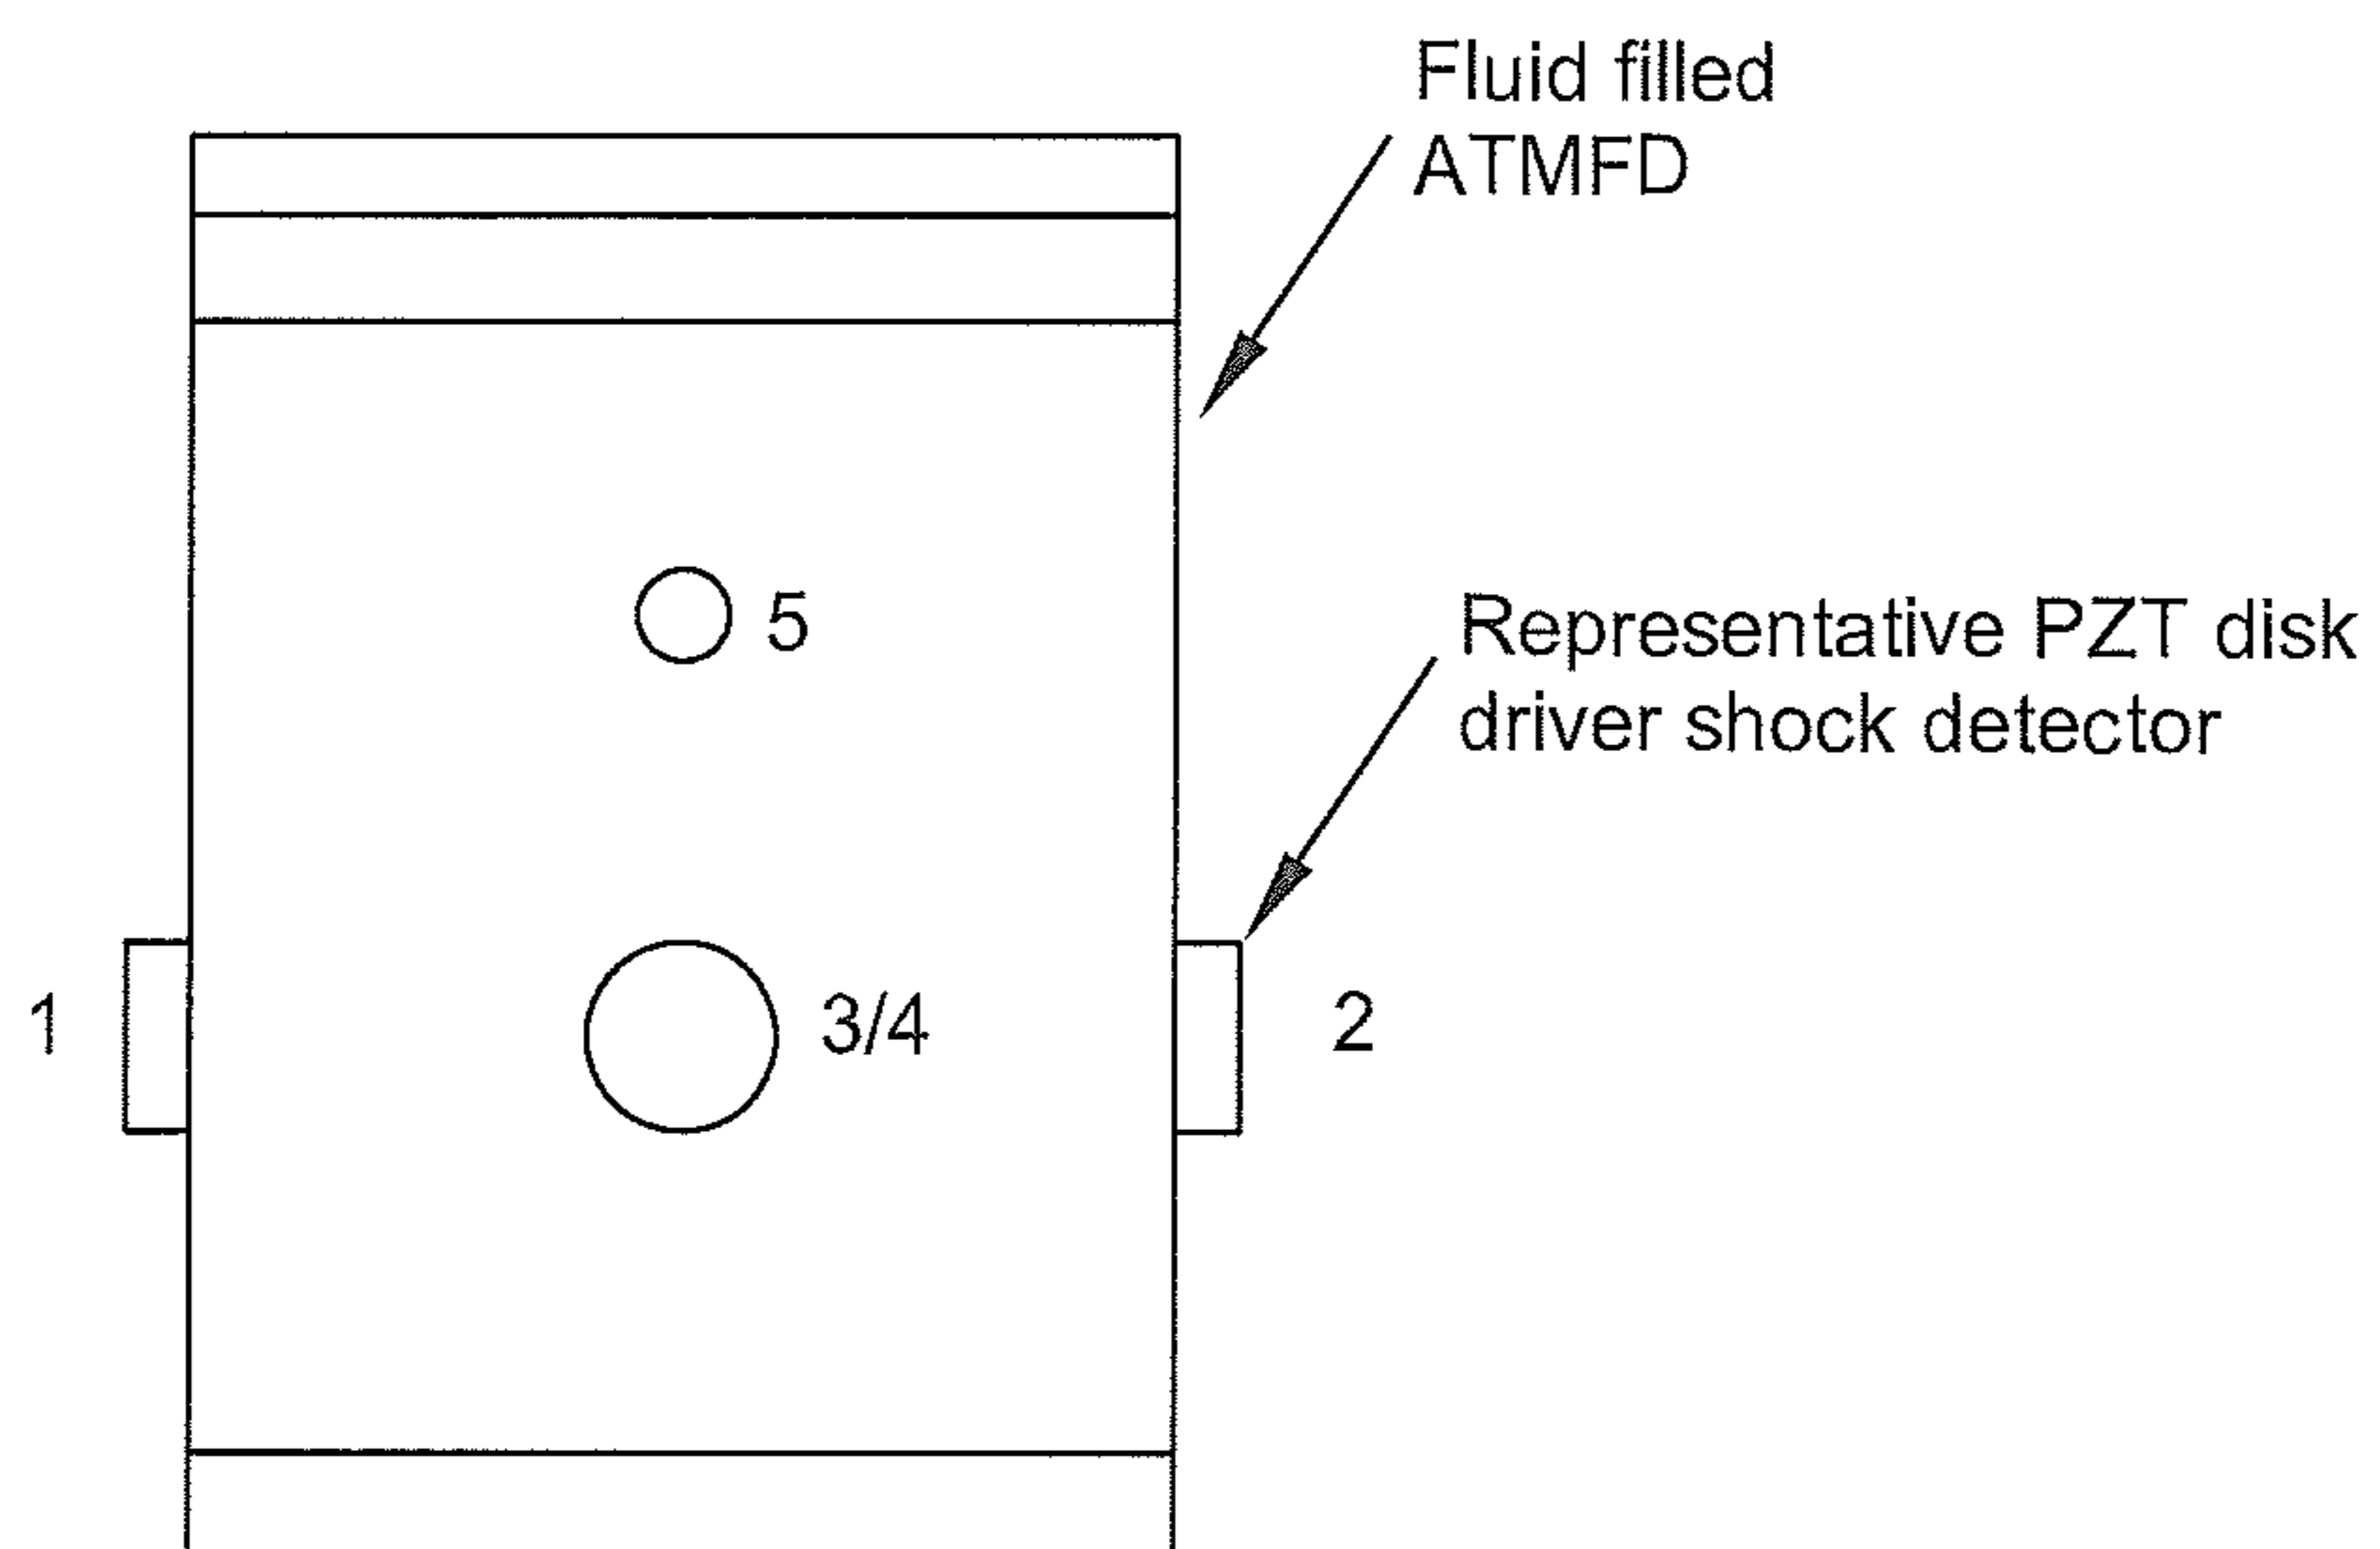 Fluid filled
ATMFD
5
Representative PZT disk
driver shock detector
1
3/4
2